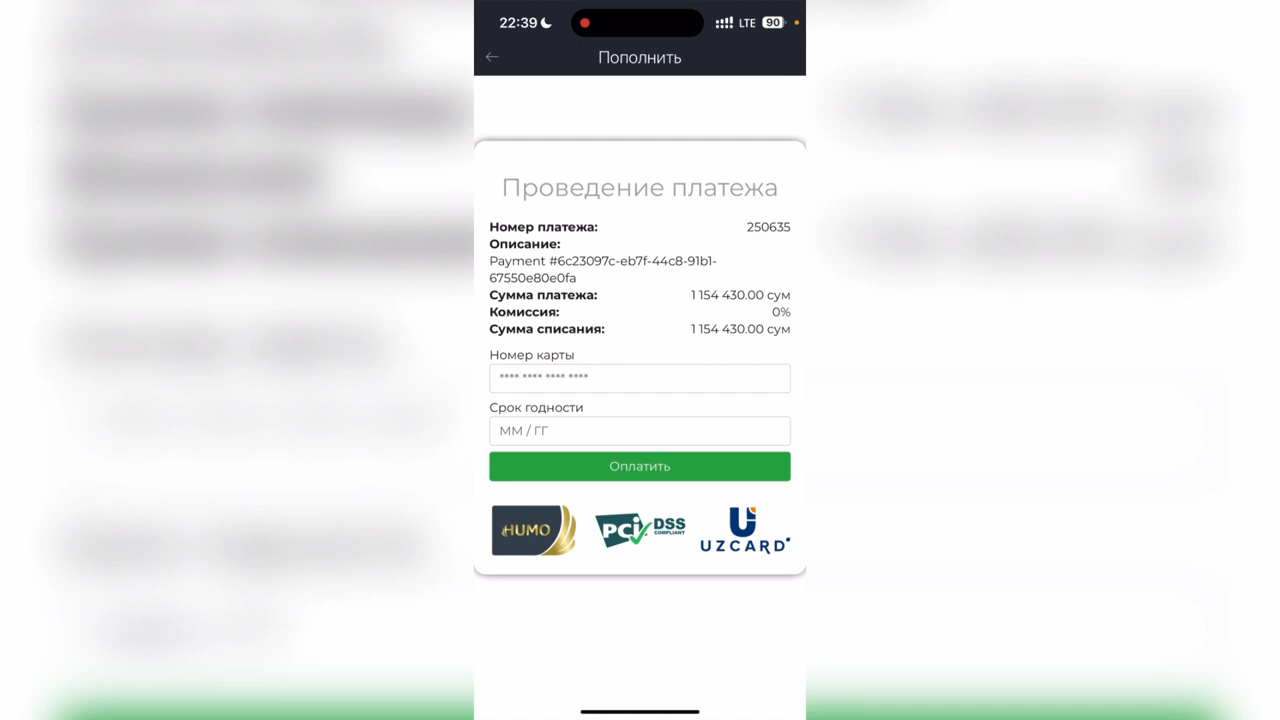 22:39
LTE 90
Пополнить
Проведение платежа
Номер платежа: 250635
Описание:
Payment #6c23097c-eb7f-44c8-91b1-
67550e80e0fa
Сумма платежа: 1 154 430.00 сум
Комиссия: 0%
Сумма списания: 1 154 430.00 сум
Номер карты
**** **** **** ****
Срок годности
ММ / ГГ
Оплатить
HUMO
PCi DSS
COMPLIANT
UZCARD